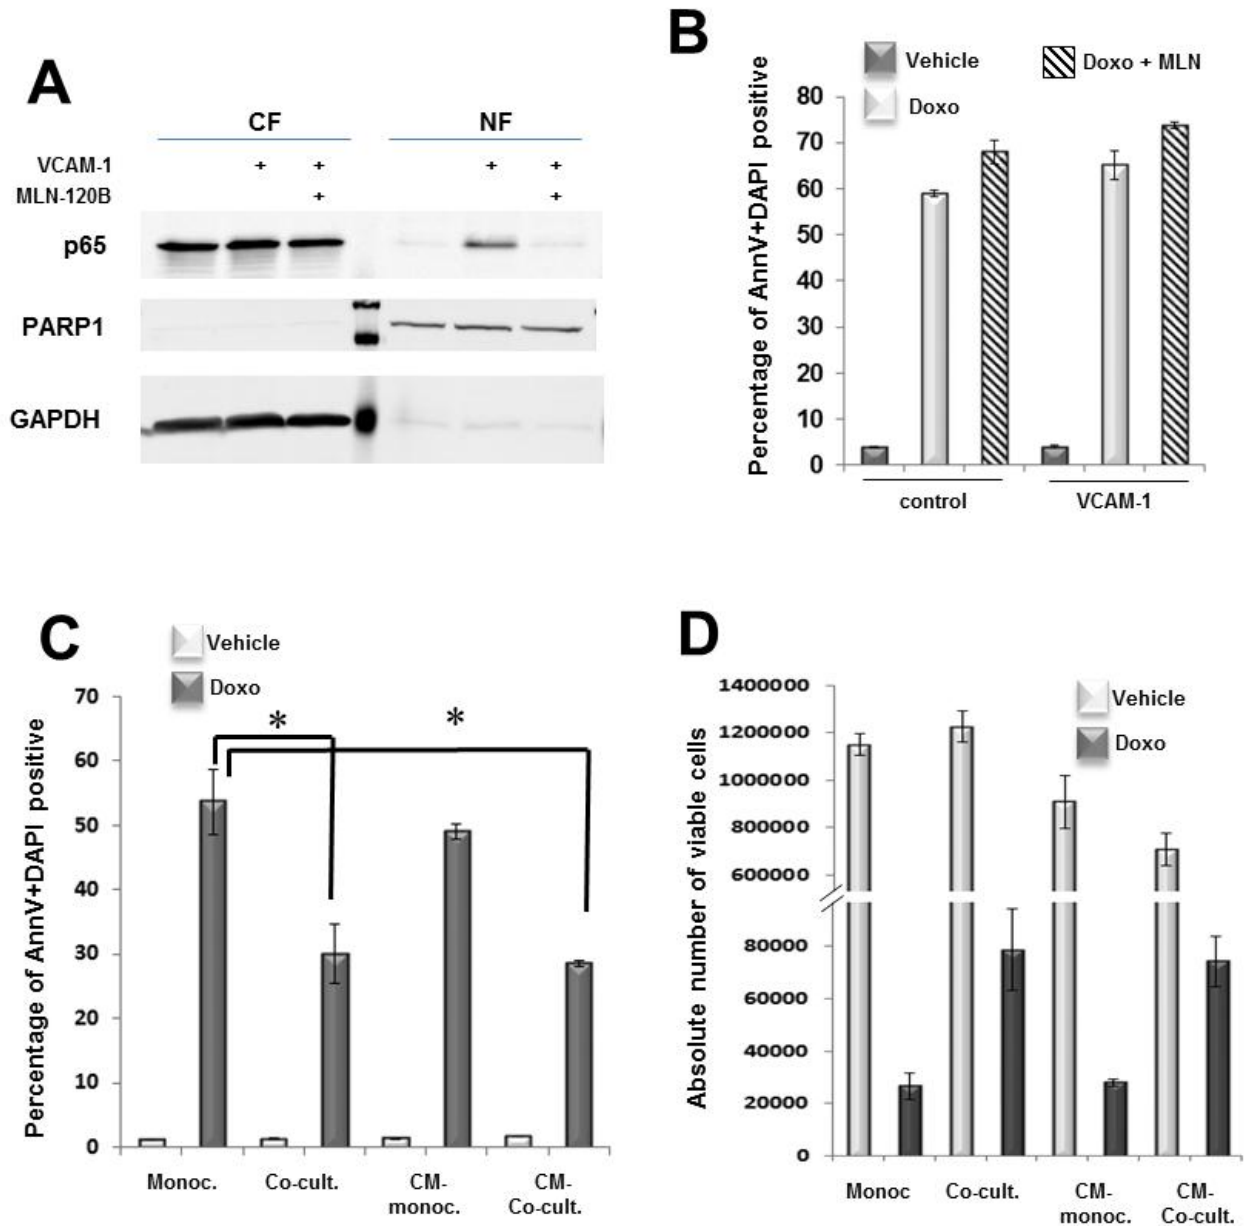 A
CF NF
VCAM-1 + + + +
MLN-120B + +
p65
PARP1
GAPDH
B
Vehicle
Doxo
Doxo + MLN
Percentage of AnnV+DAPI positive
80
70
60
50
40
30
20
10
0
control VCAM-1
C
Vehicle
Doxo
Percentage of AnnV+DAPI positive
70
60
50
40
30
20
10
0
* *
Monoc. Co-cult. CM- CM-
monoc. Co-cult.
D
Vehicle
Doxo
Absolute number of viable cells
1400000
1200000
1000000
800000
600000
80000
60000
40000
20000
0
Monoc Co-cult. CM- CM-
monoc. Co-cult.